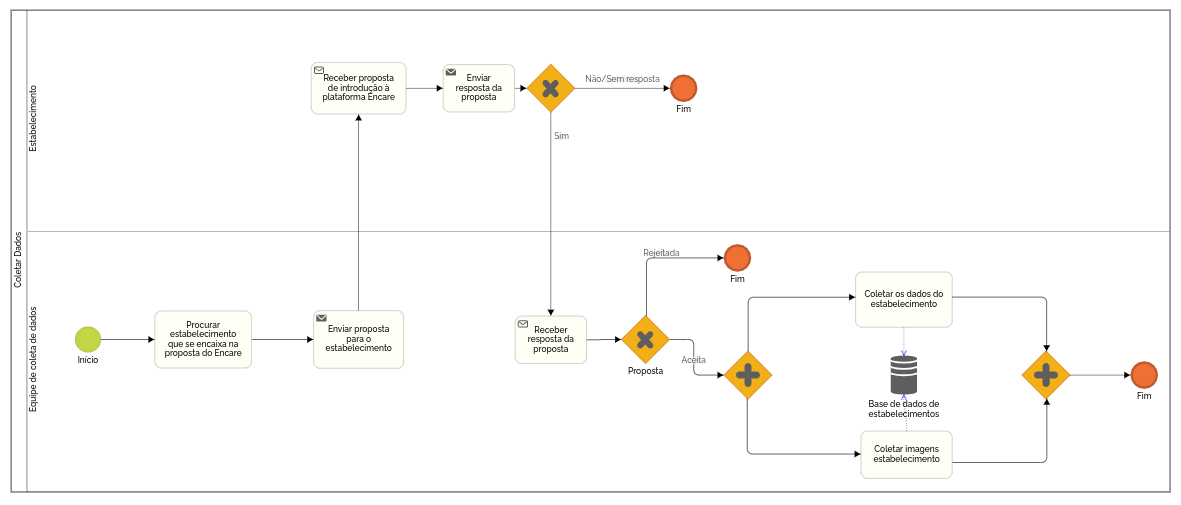 Coletar Dados
Estabelecimento
Receber proposta
de introdução à
plataforma Encare
Enviar
resposta da
proposta
Não/Sem resposta
Fim
Sim
Equipe de coleta de dados
Início
Procurar
estabelecimento
que se encaixa na
proposta do Encare
Enviar proposta
para o
estabelecimento
Receber
resposta da
proposta
Rejeitada
Fim
Proposta
Aceita
Coletar os dados do
estabelecimento
Base de dados de
estabelecimentos
Coletar imagens
estabelecimento
Fim